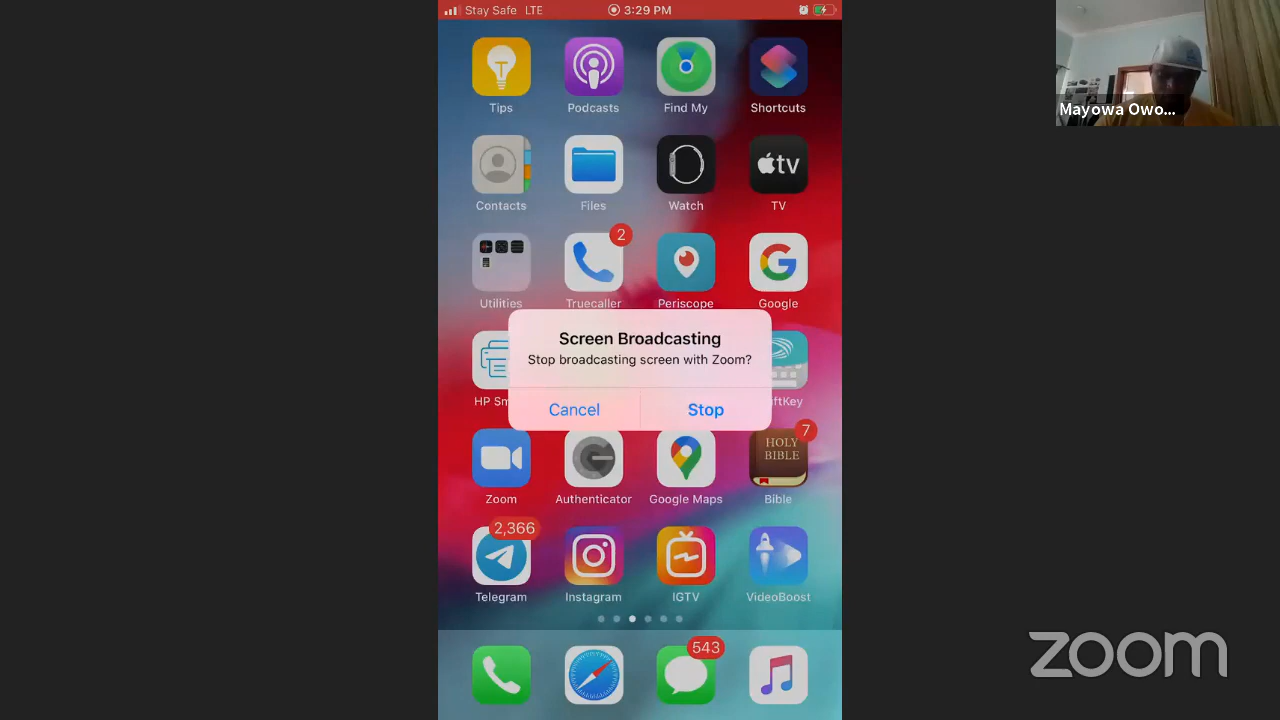 Stay Safe LTE 3:29 PM
Tips Podcasts Find My Shortcuts
Mayowa Owo...
tv
Contacts Files Watch TV
2
Utilities Truecaller Periscope Google
Screen Broadcasting
Stop broadcasting screen with Zoom?
HP Sm ftKey
Cancel Stop
7
HOLY
BIBLE
Zoom Authenticator Google Maps Bible
2,366
Telegram Instagram IGTV VideoBoost
543
zoom